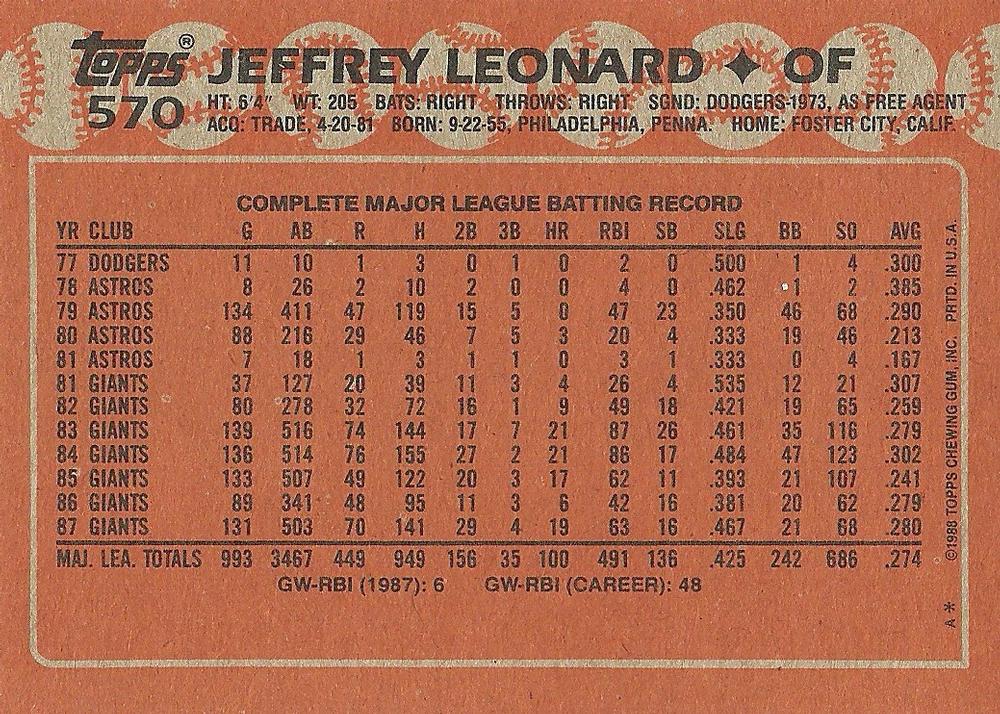 topps® JEFFREY LEONARD ✦ OF
570 HT: 6'4" WT: 205 BATS: RIGHT THROWS: RIGHT SGND: DODGERS-1973, AS FREE AGENT
ACQ: TRADE, 4-20-81 BORN: 9-22-55, PHILADELPHIA, PENNA. HOME: FOSTER CITY, CALIF.
COMPLETE MAJOR LEAGUE BATTING RECORD
YR CLUB G AB R H 2B 3B HR RBI SB SLG BB SO AVG
77 DODGERS 11 10 1 3 0 1 0 2 0 .500 1 4 .300
78 ASTROS 8 26 2 10 2 0 0 4 0 .462 1 2 .385
79 ASTROS 134 411 47 119 15 5 0 47 23 .350 46 68 .290
80 ASTROS 88 216 29 46 7 5 3 20 4 .333 19 46 .213
81 ASTROS 7 18 1 3 1 1 0 3 1 .333 0 4 .167
81 GIANTS 37 127 20 39 11 3 4 26 4 .535 12 21 .307
82 GIANTS 80 278 32 72 16 1 9 49 18 .421 19 65 .259
83 GIANTS 139 516 74 144 17 7 21 87 26 .461 35 116 .279
84 GIANTS 136 514 76 155 27 2 21 86 17 .484 47 123 .302
85 GIANTS 133 507 49 122 20 3 17 62 11 .393 21 107 .241
86 GIANTS 89 341 48 95 11 3 6 42 16 .381 20 62 .279
87 GIANTS 131 503 70 141 29 4 19 63 16 .467 21 68 .280
MAJ. LEA. TOTALS 993 3467 449 949 156 35 100 491 136 .425 242 686 .274
GW-RBI (1987): 6 GW-RBI (CAREER): 48
A * ©1988 TOPPS CHEWING GUM, INC. PRTD. IN U.S.A.